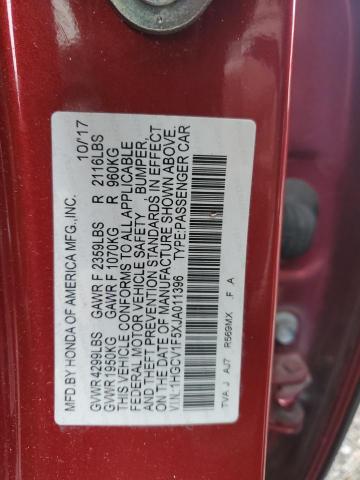 MFD.BY HONDA OF AMERICA MFG.,INC. 10/17
GVWR 4299LBS GAWR F 2359LBS R 2116LBS
GVWR 1950KG GAWR F 1070KG R 960KG
THIS VEHICLE CONFORMS TO ALL APPLICABLE
FEDERAL MOTOR VEHICLE SAFETY BUMPER,
AND THEFT PREVENTION STANDARDS IN EFFECT
ON THE DATE OF MANUFACTURE SHOWN ABOVE.
V.I.N.:1HGCV1F5XJA011396 TYPE:PASSENGER CAR
TVA J AJ7 R569MX .F .A